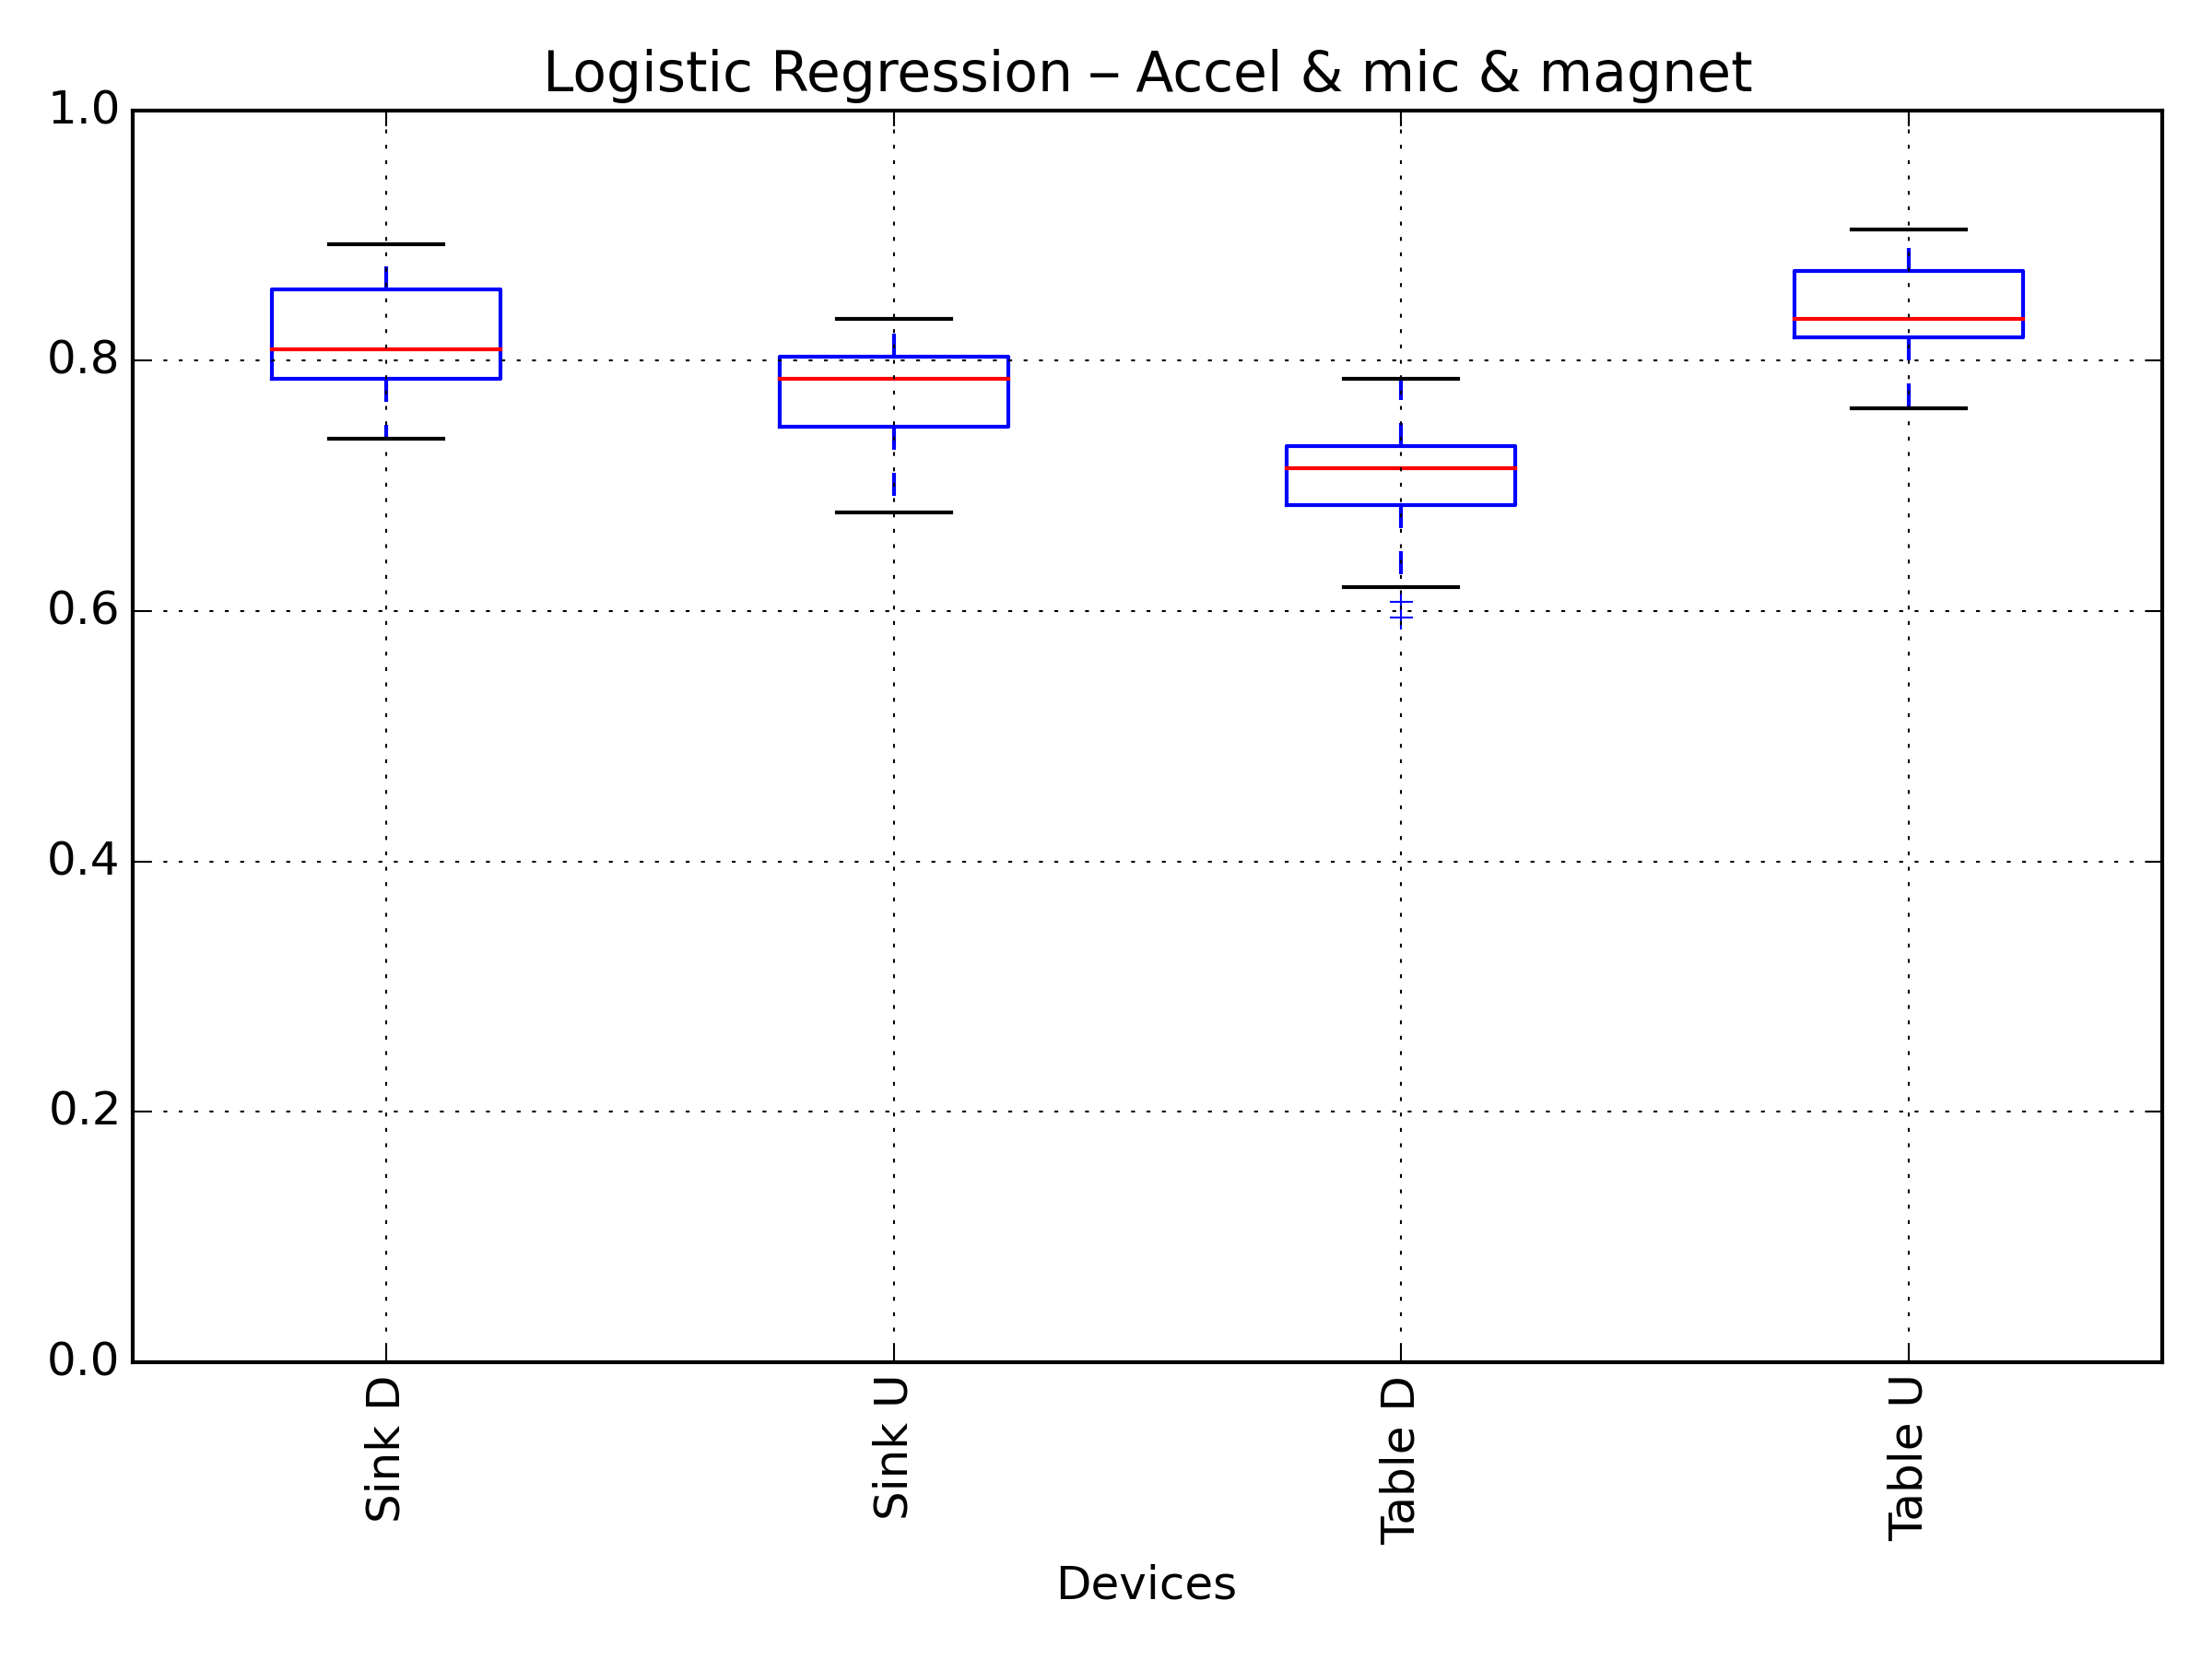 Logistic Regression – Accel & mic & magnet
1.0
0.8
0.6
0.4
0.2
0.0
Sink D
Sink U
Table D
Table U
Devices